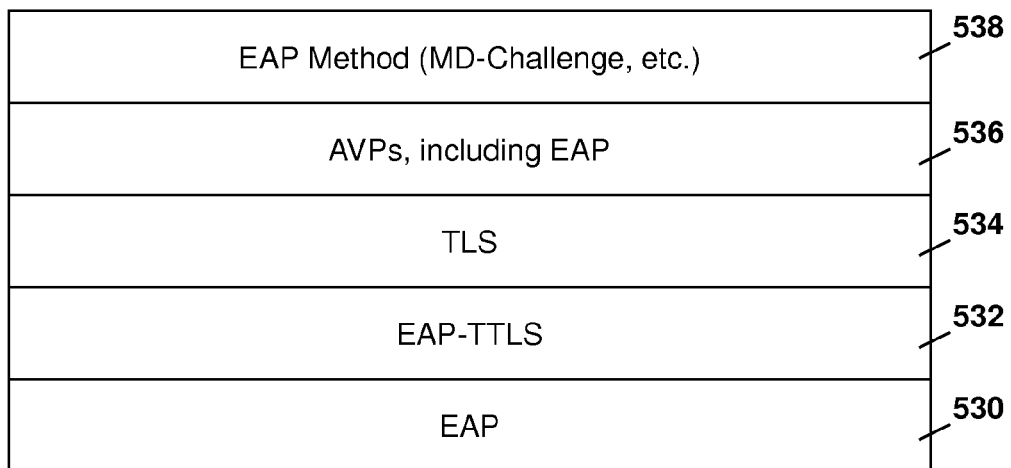 538
EAP Method (MD-Challenge, etc.)
536
AVPs, including EAP
534
TLS
532
EAP-TTLS
530
EAP